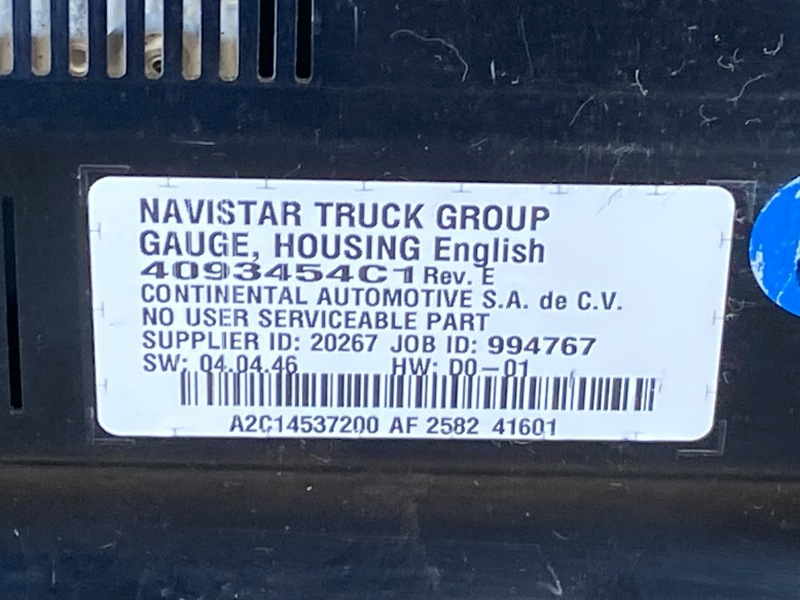 NAVISTAR TRUCK GROUP
GAUGE, HOUSING English
4093454C1 Rev. E
CONTINENTAL AUTOMOTIVE S.A. de C.V.
NO USER SERVICEABLE PART
SUPPLIER ID: 20267 JOB ID: 994767
SW: 04.04.46 HW: D0-01
A2C14537200 AF 2582 41601